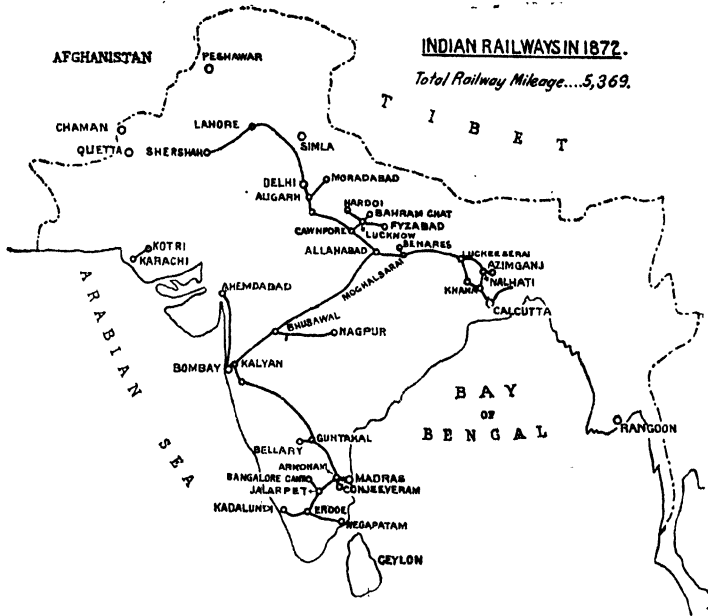 INDIAN RAILWAYS IN 1872.
Total Railway Mileage....5,369.
AFGHANISTAN
PESHAWAR
TIBET
CHAMAN
LAHORE
SIMLA
QUETTA
SHERSHAH
DELHI
MORADABAD
ALIGARH
HARDOI
BAHRAM GHAT
FYZABAD
CAWNPORE
LUCKNOW
BENARES
ALLAHABAD
MOGHALSARAI
LUCKEESERAI
AZIMGANJ
NALHATI
KHANA
CALCUTTA
KOTRI
KARACHI
AHEMDABAD
BHUSAWAL
NAGPUR
ARABIAN SEA
BOMBAY
KALYAN
BAY
OF
BENGAL
RANGOON
GUNTAKAL
BELLARY
ARKONAM
BANGALORE CANTT
MADRAS
CONJEEVERAM
JALARPET
KADALUNDI
ERODE
NEGAPATAM
CEYLON